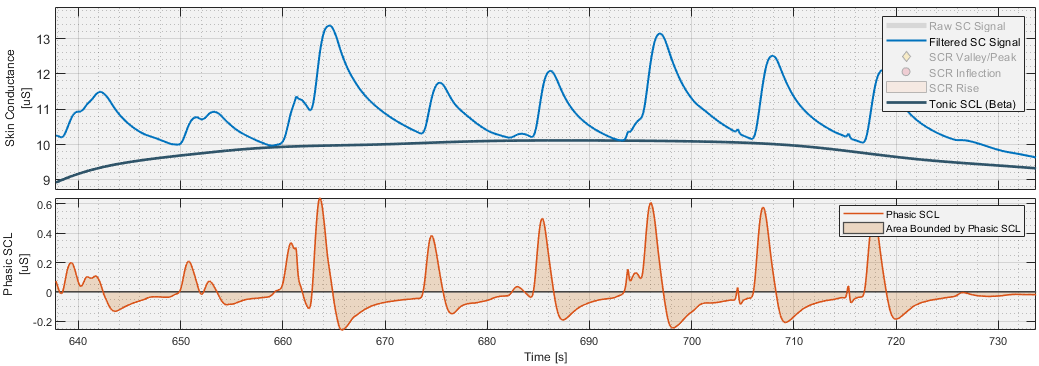 Skin Conductance
[uS]
13
12
11
10
9
Raw SC Signal
Filtered SC Signal
SCR Valley/Peak
SCR Inflection
SCR Rise
Tonic SCL (Beta)
Phasic SCL
[uS]
0.6
0.4
0.2
0
-0.2
Phasic SCL
Area Bounded by Phasic SCL
640 650 660 670 680 690 700 710 720 730
Time [s]